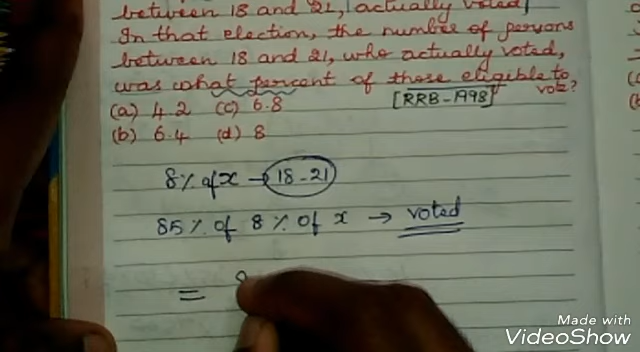 between 18 and 21, actually voted
In that election, the number of persons
between 18 and 21, who actually voted,
was what percent of those eligible to
vote?
[RRB-1998]
(a) 4.2 (c) 6.8
(b) 6.4 (d) 8
8% of x → 18-21
85% of 8% of x → voted
=
Made with
VideoShow